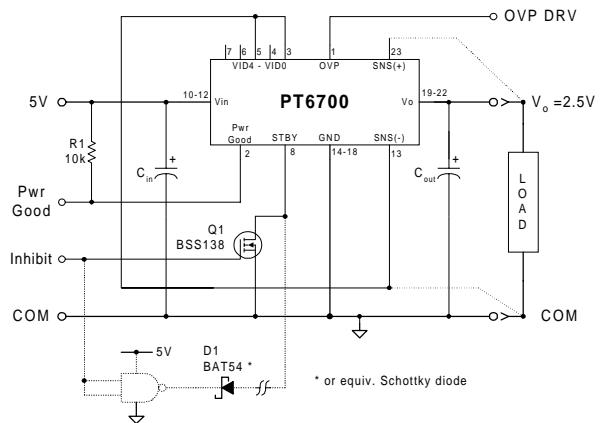 OVP DRV
7 6 5 4 3 1 23
VID4 - VID0 OVP SNS(+)
5V 10-12 Vin PT6700 Vo 19-22 Vo =2.5V
Pwr Good STBY GND SNS(-)
2 8 14-18 13
R1
10k
Cin + Cout +
LOAD
Pwr
Good
Q1
BSS138
Inhibit
COM COM
5V
D1
BAT54 *
* or equiv. Schottky diode